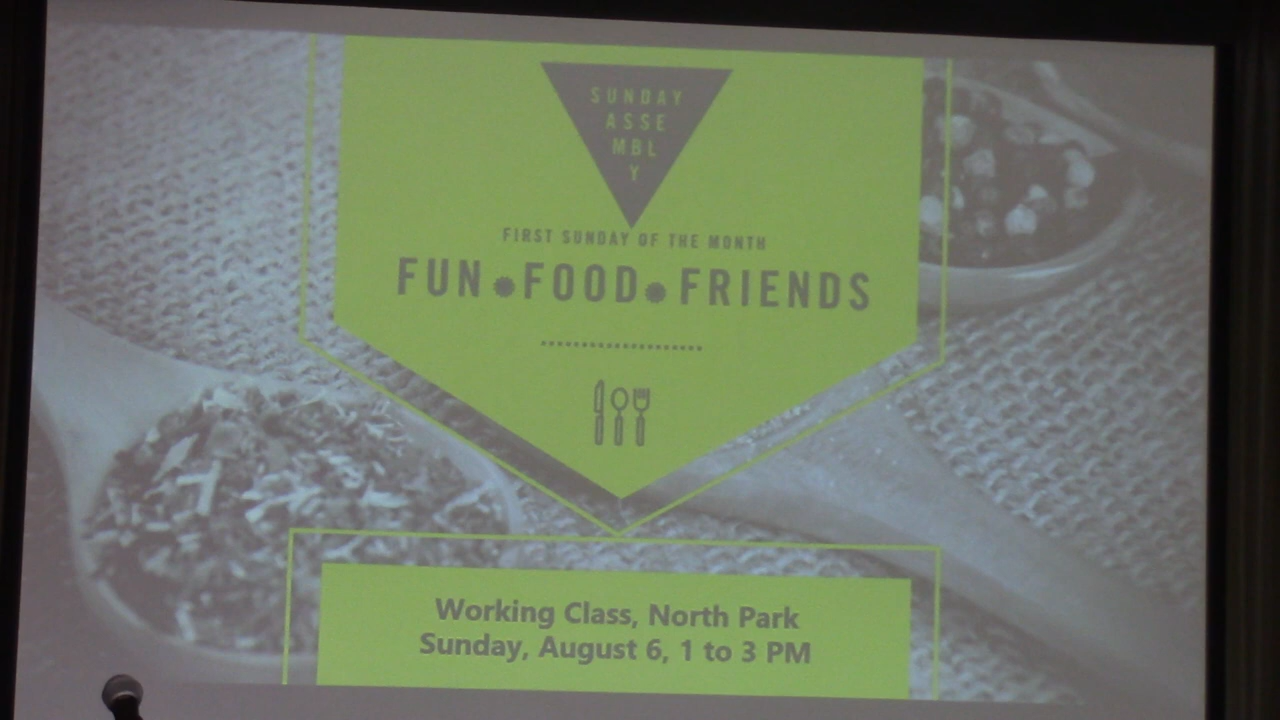 SUNDAY
ASSE
MBL
Y
FIRST SUNDAY OF THE MONTH
FUN FOOD FRIENDS
Working Class, North Park
Sunday, August 6, 1 to 3 PM